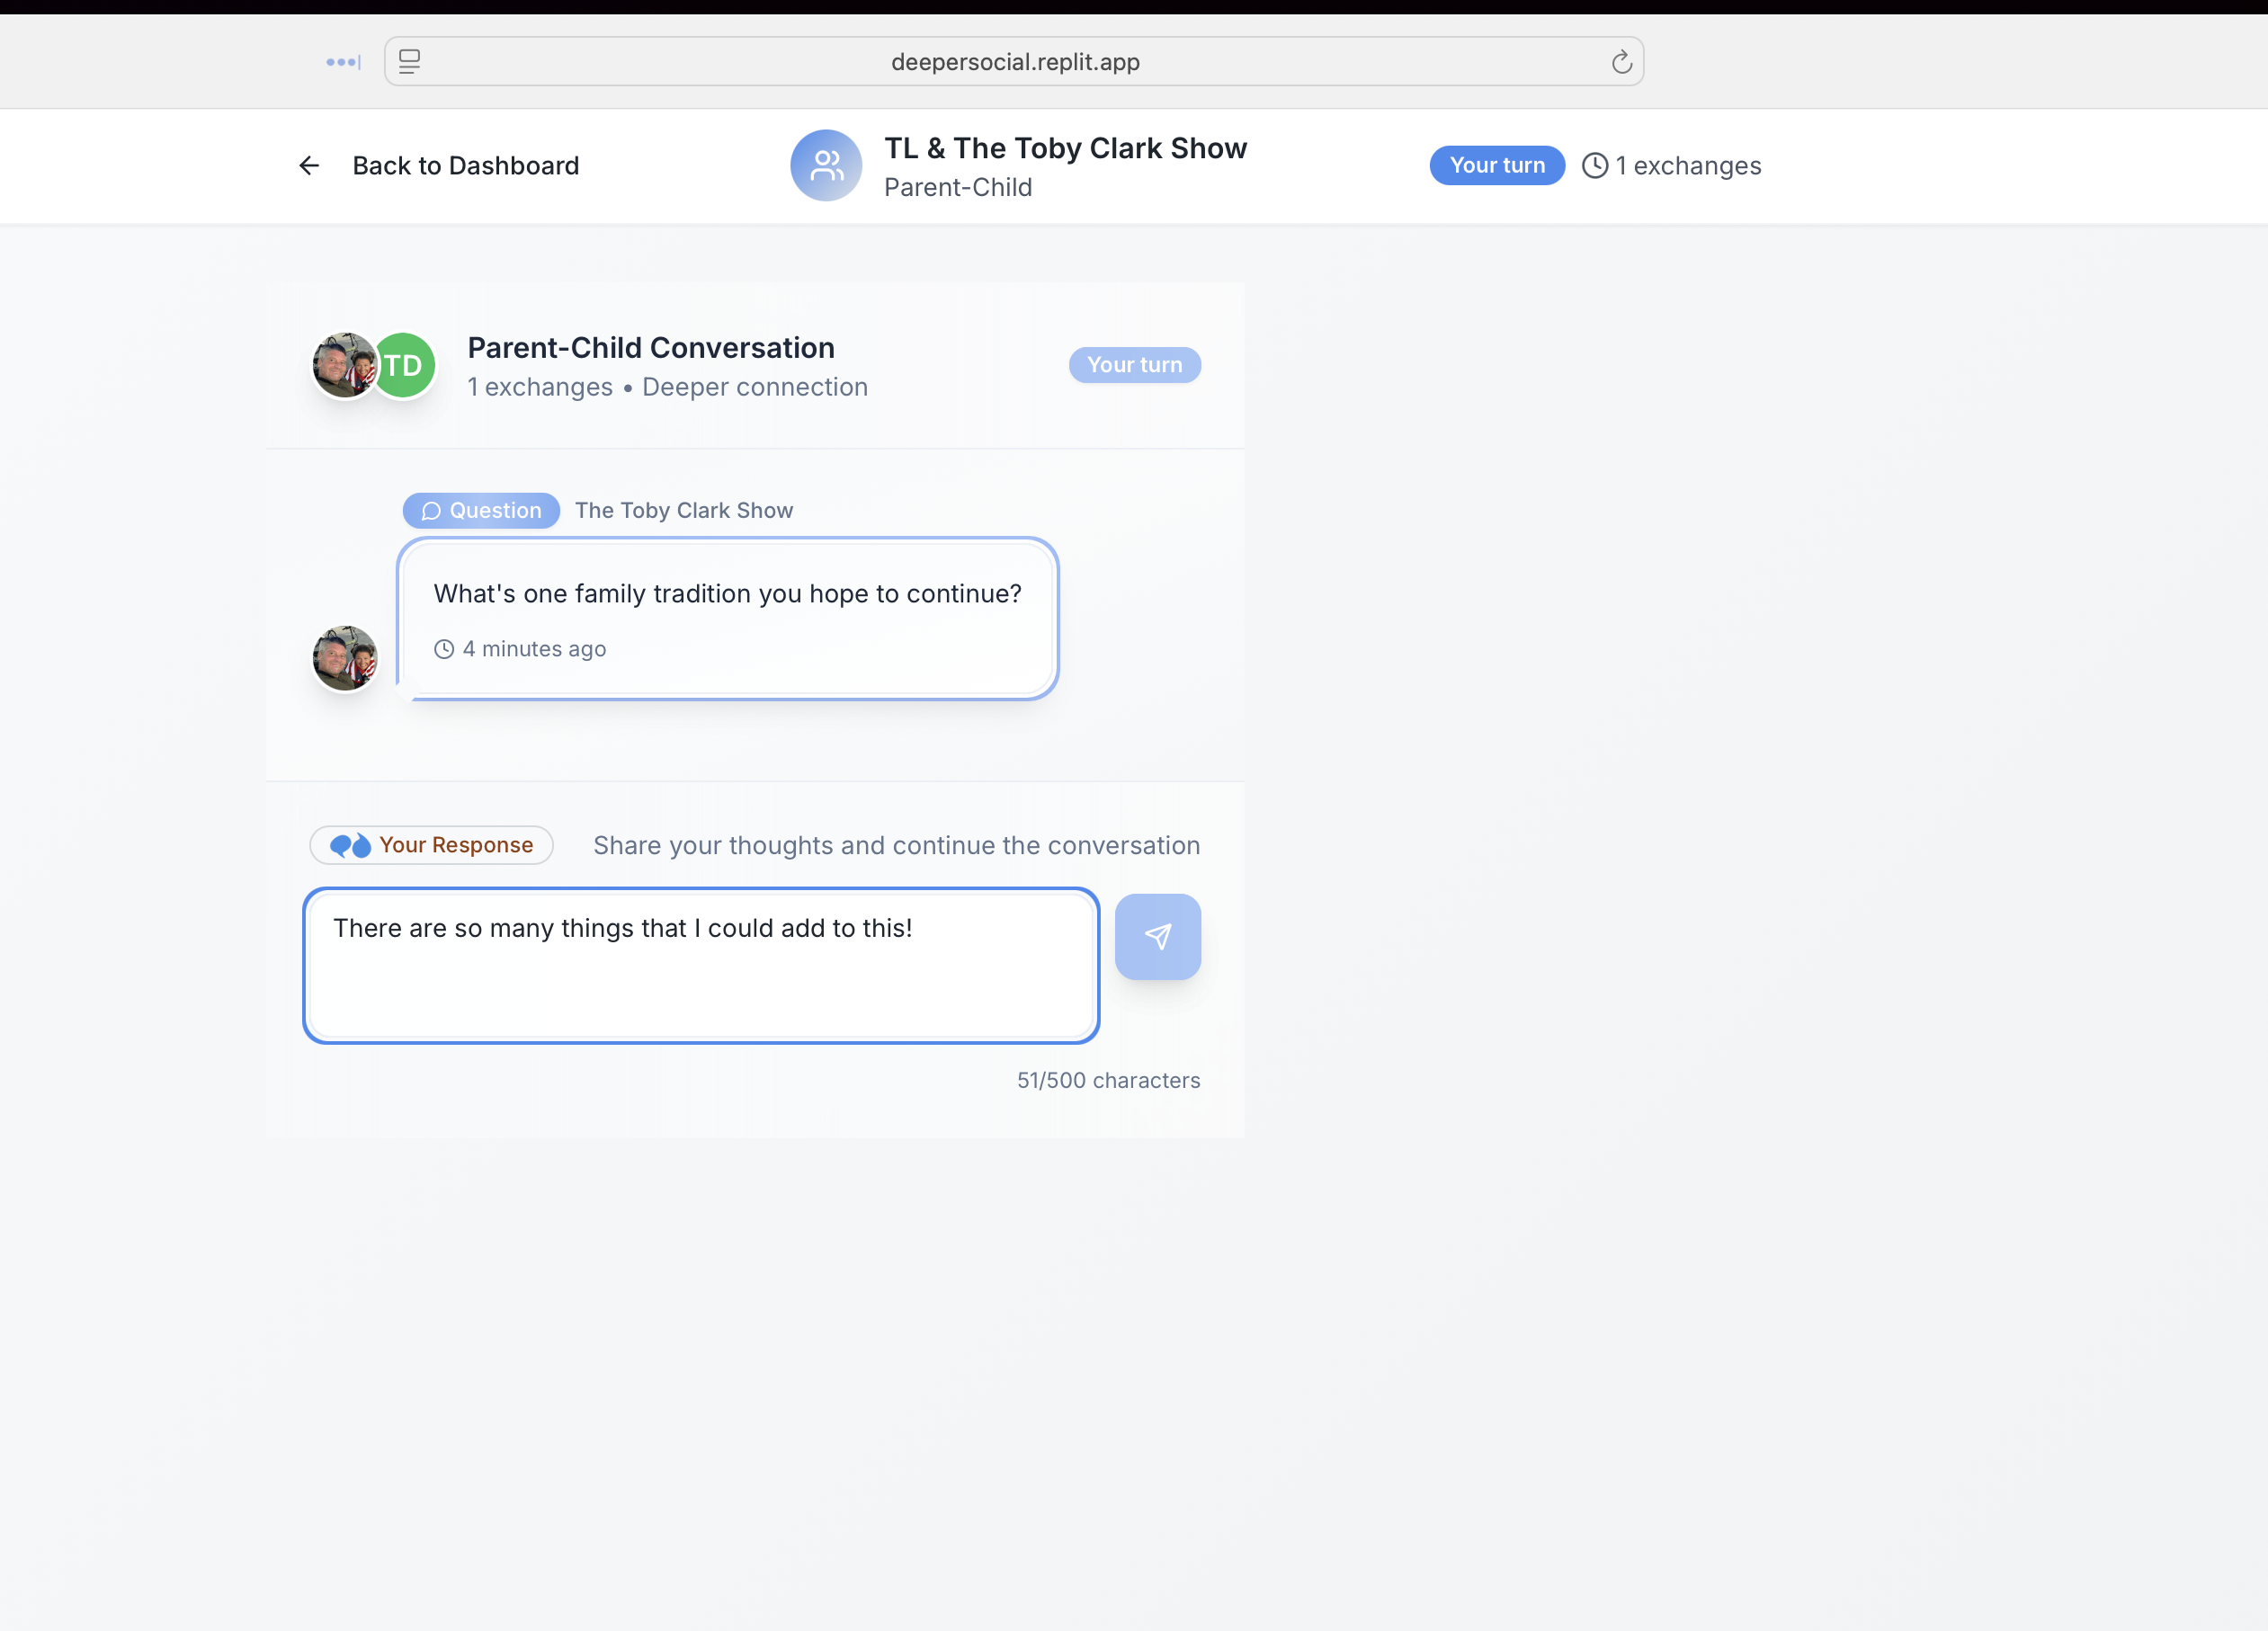 deepersocial.replit.app
Back to Dashboard
TL & The Toby Clark Show
Parent-Child
Your turn
1 exchanges
TD
Parent-Child Conversation
1 exchanges • Deeper connection
Your turn
Question
The Toby Clark Show
What's one family tradition you hope to continue?
4 minutes ago
Your Response
Share your thoughts and continue the conversation
There are so many things that I could add to this!
51/500 characters